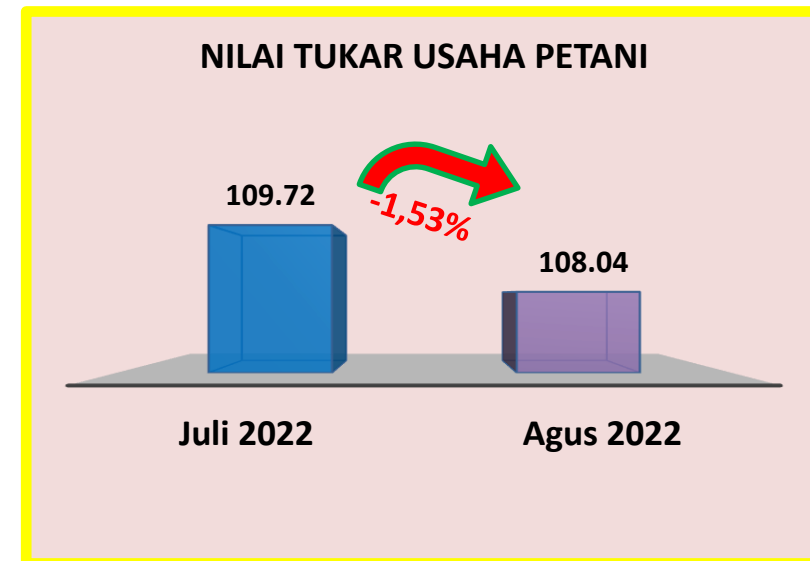 NILAI TUKAR USAHA PETANI
109.72
-1,53%
108.04
Juli 2022
Agus 2022